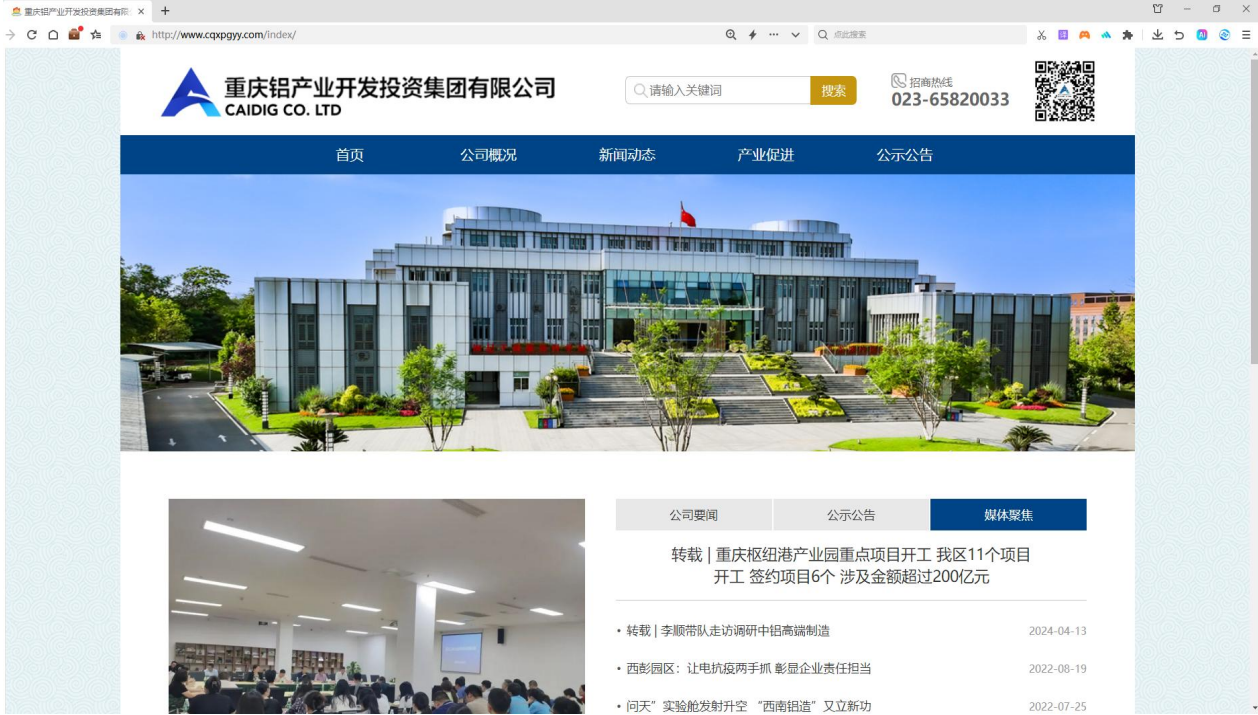 重庆铝产业开发投资集团有限
http://www.cqxpgyy.com/index/
点此搜索
重庆铝产业开发投资集团有限公司
CAIDIG CO. LTD
请输入关键词
搜索
招商热线
023-65820033
首页
公司概况
新闻动态
产业促进
公示公告
公司要闻
公示公告
媒体聚焦
转载 | 重庆枢纽港产业园重点项目开工 我区11个项目
开工 签约项目6个 涉及金额超过200亿元
• 转载 | 李顺带队走访调研中铝高端制造 2024-04-13
• 西彭园区：让电抗疫两手抓 彰显企业责任担当 2022-08-19
• 问天”实验舱发射升空 “西南铝造”又立新功 2022-07-25